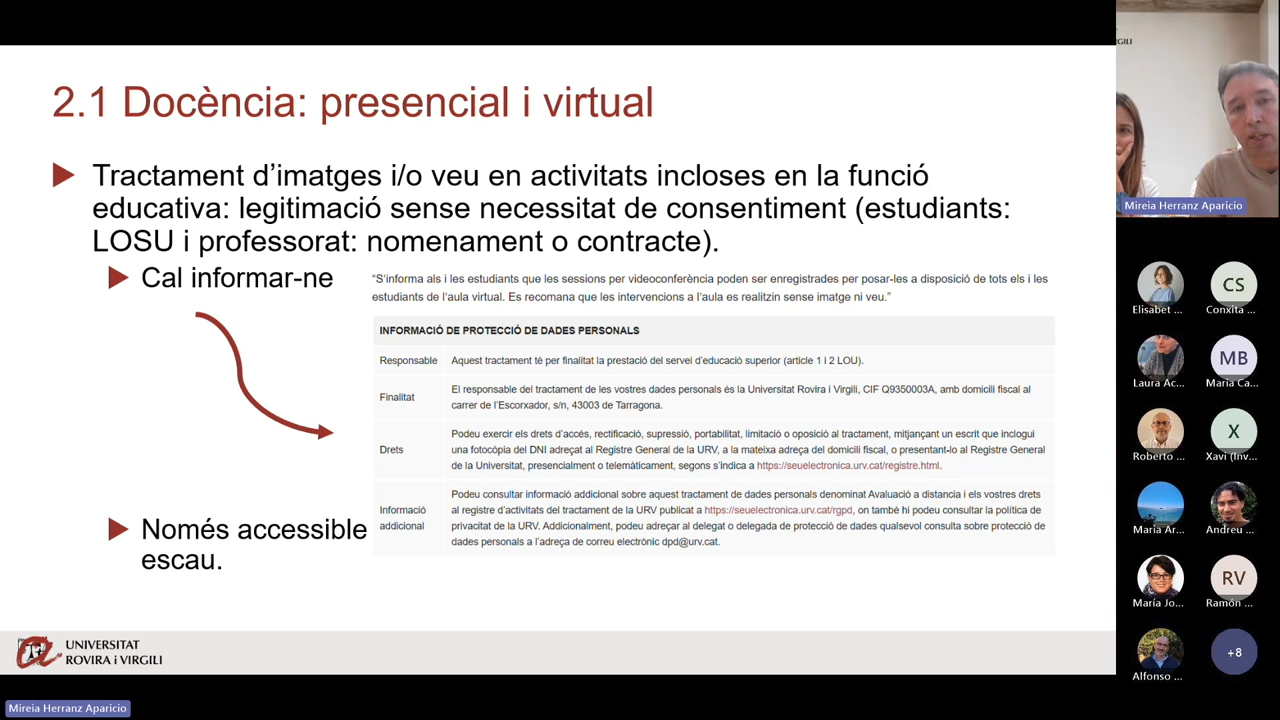 2.1 Docència: presencial i virtual
Tractament d’imatges i/o veu en activitats incloses en la funció
educativa: legitimació sense necessitat de consentiment (estudiants:
LOSU i professorat: nomenament o contracte).
Cal informar-ne
“S’informa als i les estudiants que les sessions per videoconferència poden ser enregistrades per posar-les a disposició de tots els i les
estudiants de l’aula virtual. Es recomana que les intervencions a l’aula es realitzin sense imatge ni veu.”
INFORMACIÓ DE PROTECCIÓ DE DADES PERSONALS
Responsable
Aquest tractament té per finalitat la prestació del servei d’educació superior (article 1 i 2 LOU).
Finalitat
El responsable del tractament de les vostres dades personals és la Universitat Rovira i Virgili, CIF Q9350003A, amb domicili fiscal al
carrer de l’Escorxador, s/n, 43003 de Tarragona.
Drets
Podeu exercir els drets d’accés, rectificació, supressió, portabilitat, limitació o oposició al tractament, mitjançant un escrit que inclogui
una fotocòpia del DNI adreçat al Registre General de la URV, a la mateixa adreça del domicili fiscal, o presentant-lo al Registre General
de la Universitat, presencialment o telemàticament, segons s’indica a https://seuelectronica.urv.cat/registre.html.
Informació
addicional
Podeu consultar informació addicional sobre aquest tractament de dades personals denominat Avaluació a distancia i els vostres drets
al registre d’activitats del tractament de la URV publicat a https://seuelectronica.urv.cat/rgpd, on també hi podeu consultar la política de
privacitat de la URV. Addicionalment, podeu adreçar al delegat o delegada de protecció de dades qualsevol consulta sobre protecció de
dades personals a l’adreça de correu electrònic dpd@urv.cat.
Només accessible
escau.
UNIVERSITAT
ROVIRA i VIRGILI
Mireia Herranz Aparicio
RGILI
Mireia Herranz Aparicio
Elisabet ...
CS
Conxita ...
Laura Ac...
MB
Maria Ca...
Roberto ...
X
Xavi (Inv...
Maria Ar...
Andreu ...
María Jo...
RV
Ramón ...
Alfonso ...
+8